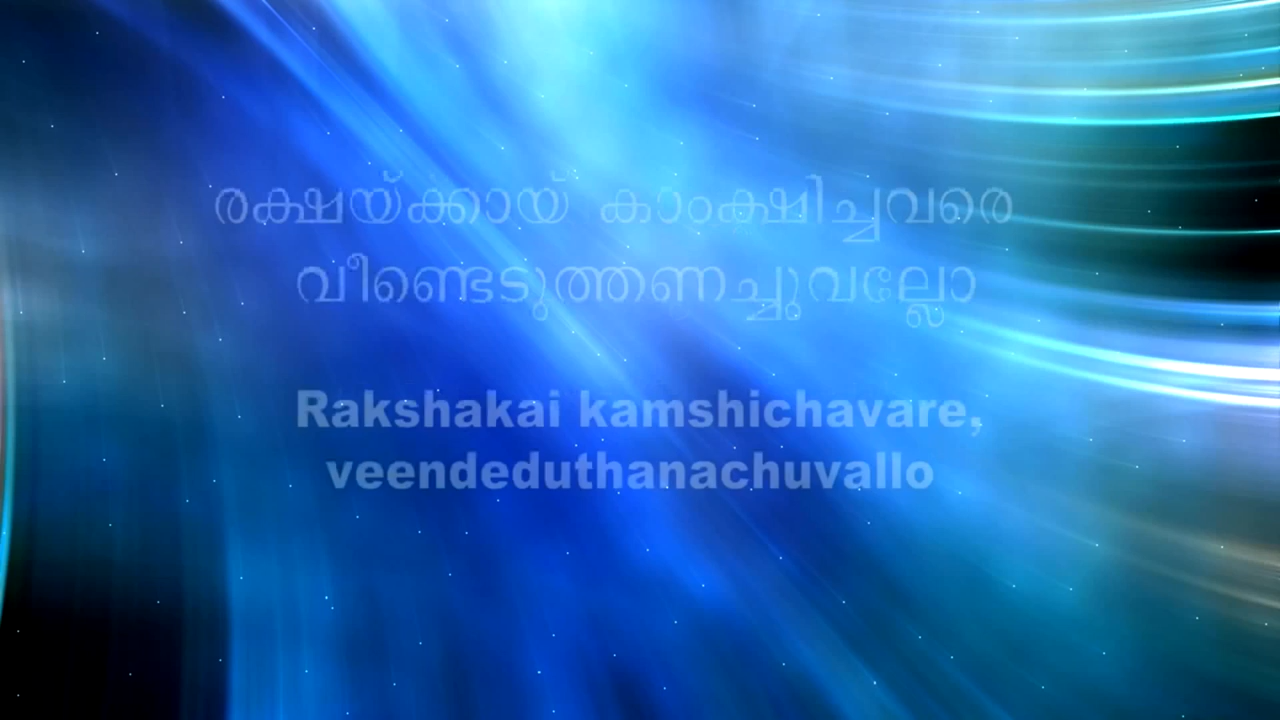 രക്ഷയ്ക്കായ് കാംക്ഷിച്ചവരെ
വീണ്ടെടുത്തണച്ചുവല്ലോ
Rakshakai kamshichavare,
veendeduthanachuvallo